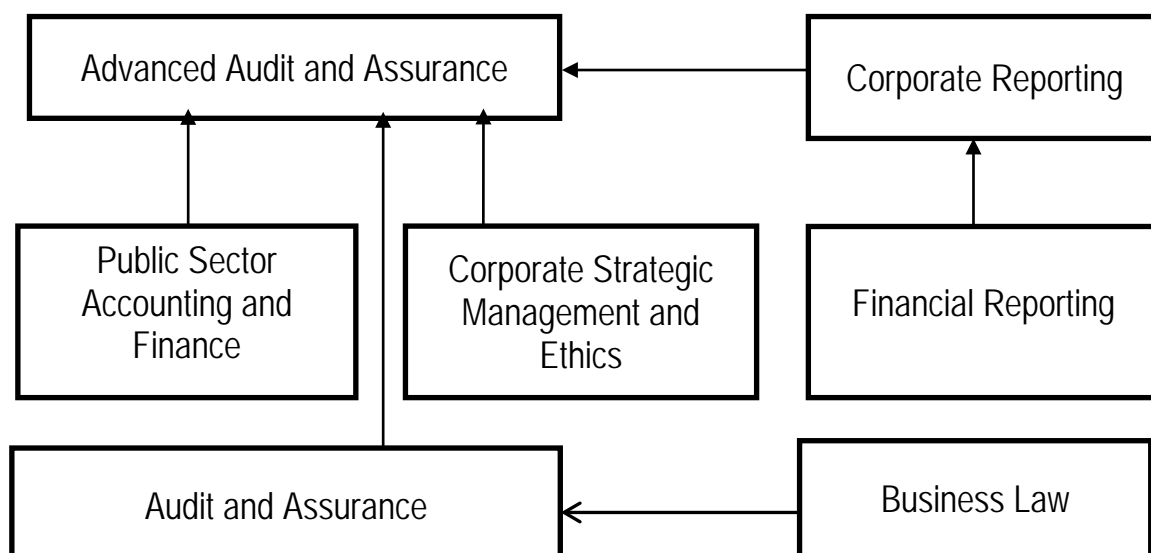 Advanced Audit and Assurance
Corporate Reporting
Public Sector
Accounting and
Finance
Corporate Strategic
Management and
Ethics
Financial Reporting
Audit and Assurance
Business Law